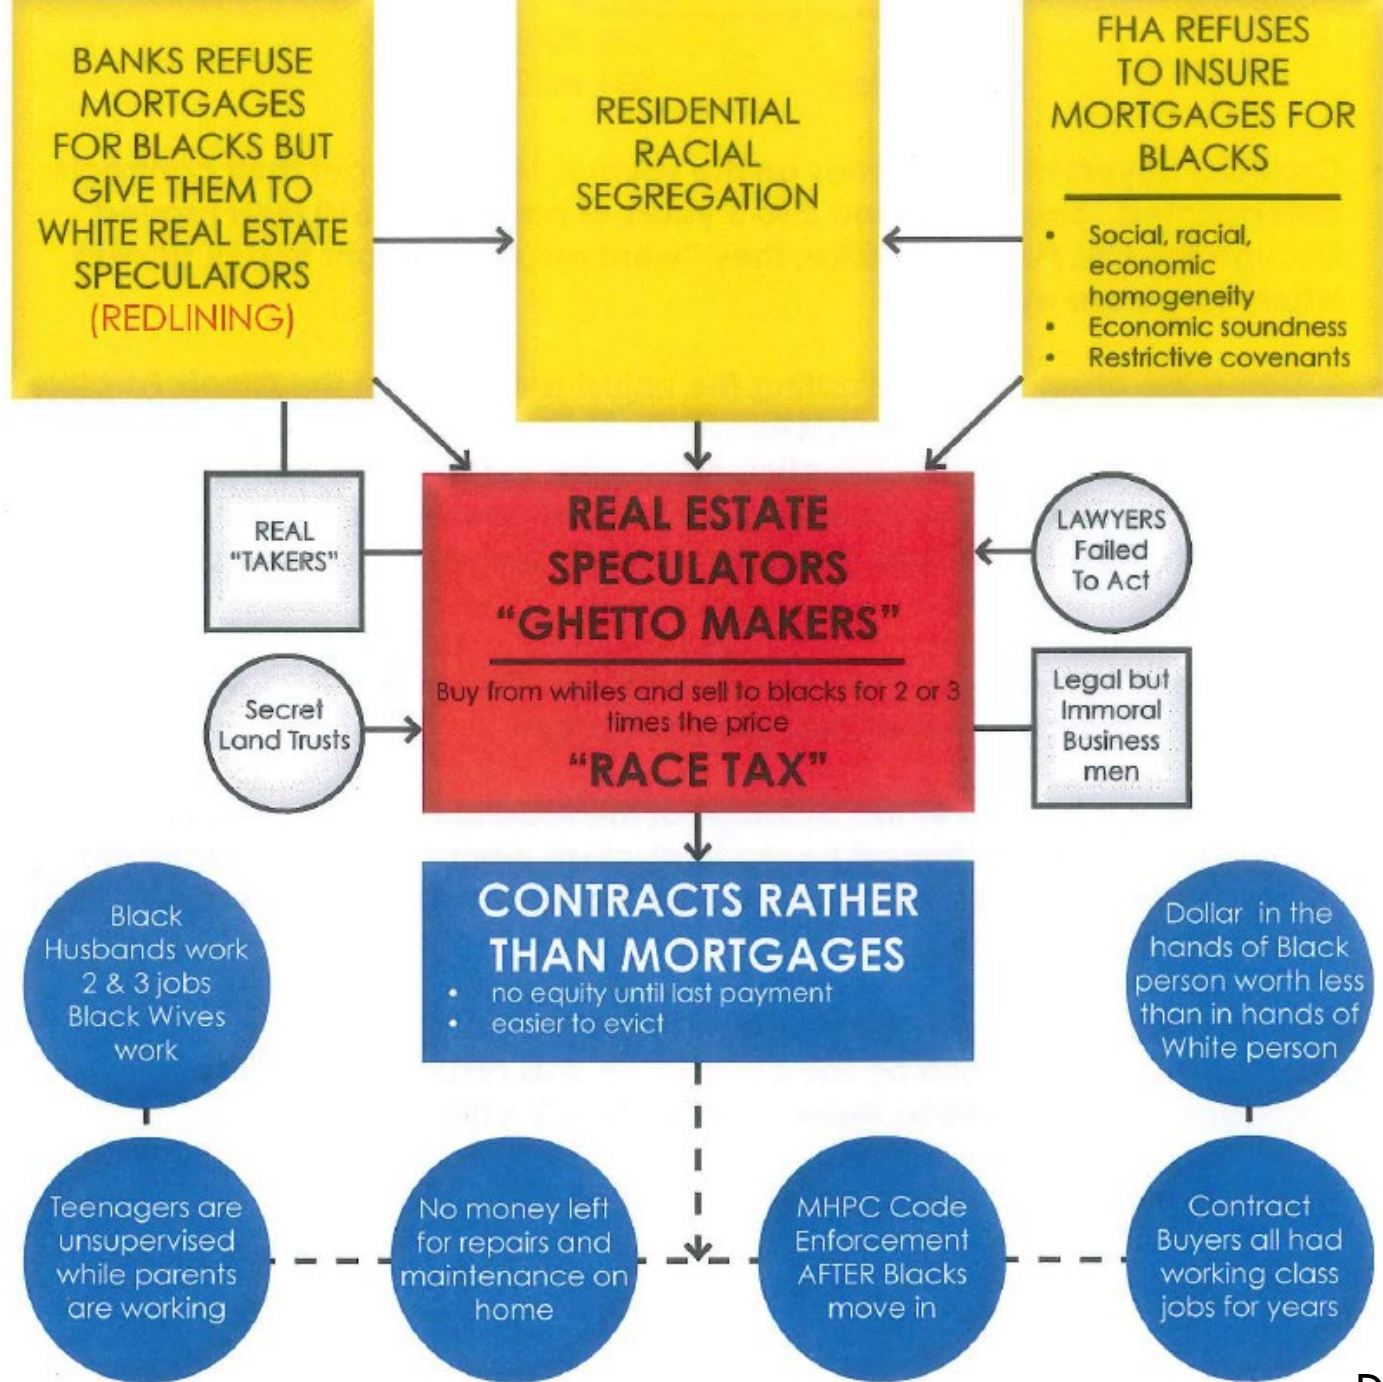 BANKS REFUSE
MORTGAGES
FOR BLACKS BUT
GIVE THEM TO
WHITE REAL ESTATE
SPECULATORS
(REDLINING)
RESIDENTIAL
RACIAL
SEGREGATION
FHA REFUSES
TO INSURE
MORTGAGES FOR
BLACKS
• Social, racial,
economic
homogeneity
• Economic soundness
• Restrictive covenants
REAL
"TAKERS"
Secret
Land Trusts
REAL ESTATE
SPECULATORS
"GHETTO MAKERS"
Buy from whites and sell to blacks for 2 or 3
times the price
"RACE TAX"
LAWYERS
Failed
To Act
Legal but
Immoral
Business
men
CONTRACTS RATHER
THAN MORTGAGES
• no equity until last payment
• easier to evict
Black
Husbands work
2 & 3 jobs
Black Wives
work
Dollar in the
hands of Black
person worth less
than in hands of
White person
Teenagers are
unsupervised
while parents
are working
No money left
for repairs and
maintenance on
home
MHPC Code
Enforcement
AFTER Blacks
move in
Contract
Buyers all had
working class
jobs for years